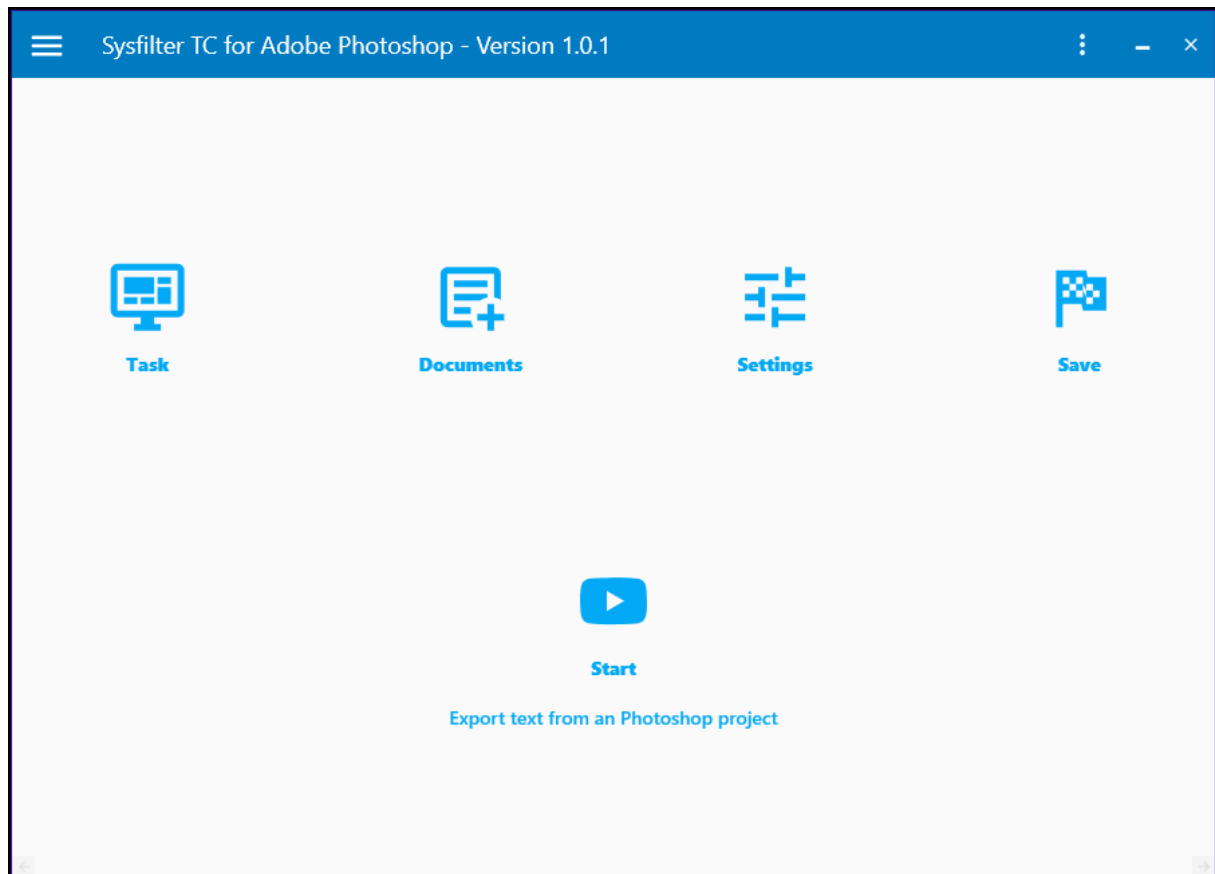 Sysfilter TC for Adobe Photoshop - Version 1.0.1
Task Documents Settings Save
Start
Export text from an Photoshop project